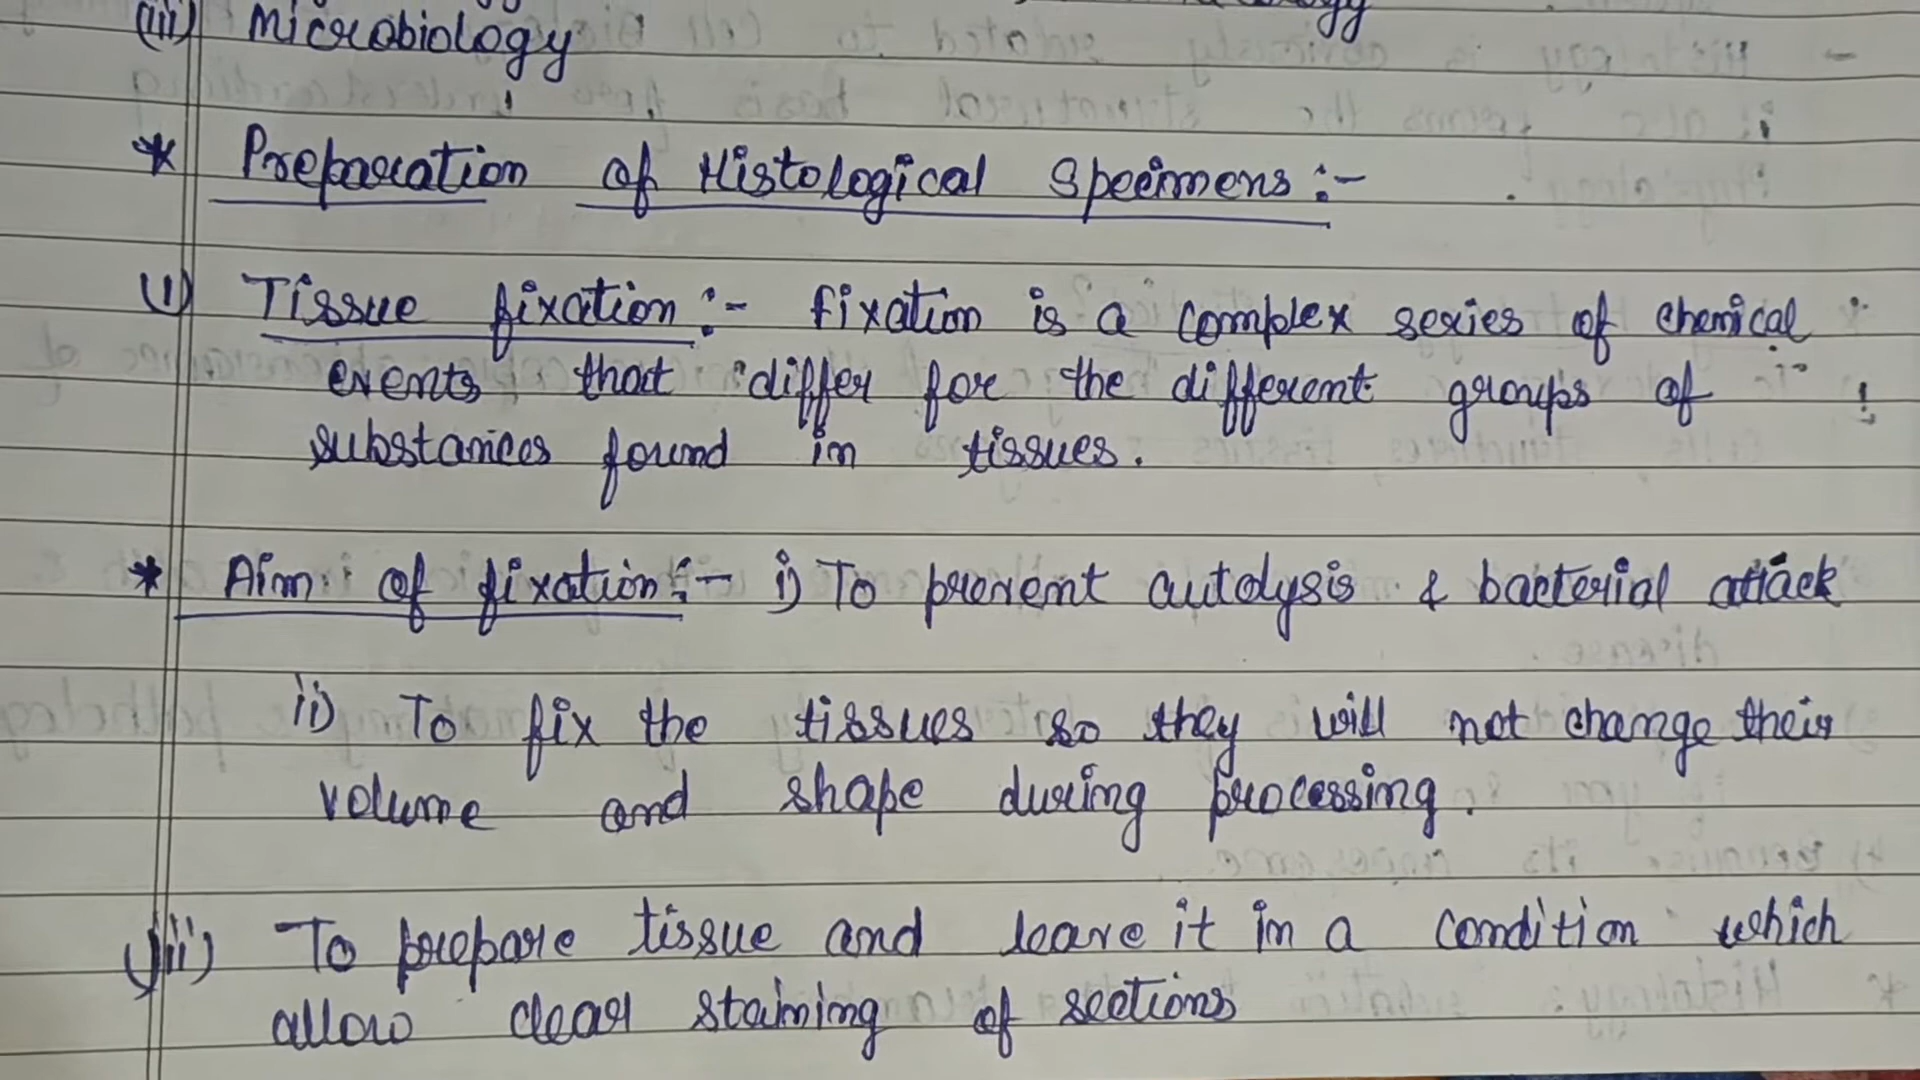 (iii) Microbiology
* Preparation of Histological Speeimens :-
(1) Tissue fixation :- fixation is a complex series of chemical
events that differ for the different groups of
substances found in tissues.
* Aim of fixation :- i) To prevent autolysis & bacterial attack
ii) To fix the tissues so they will not change their
volume and shape during processing.
iii) To prepare tissue and leave it in a condition which
allow clear staining of sections